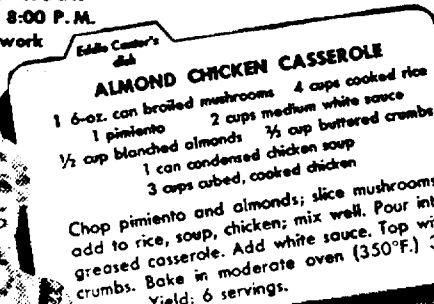 8:00 P. M.
work
Eddie Cantor's
dish
ALMOND CHICKEN CASSEROLE
1 6-oz. can broiled mushrooms 4 cups cooked rice
1 pimiento 2 cups medium white sauce
½ cup blanched almonds ⅔ cup buttered crumbs
1 can condensed chicken soup
3 cups cubed, cooked chicken
Chop pimiento and almonds; slice mushrooms
add to rice, soup, chicken; mix well. Pour int
greased casserole. Add white sauce. Top wi
crumbs. Bake in moderate oven (350°F.)
Yield: 6 servings.